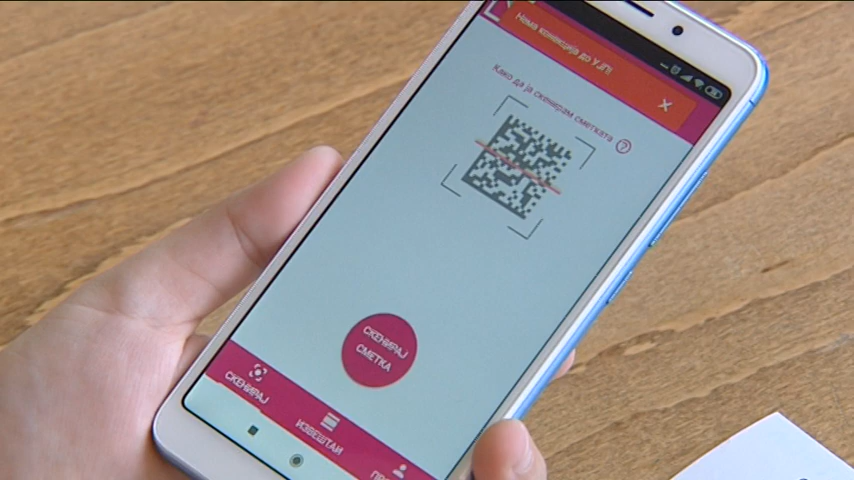 Нема конекција до УЈП!
Како да ја скенирам сметката ?
СКЕНИРАЈ
СМЕТКА
СКЕНИРАЈ
ИЗВЕШТАИ